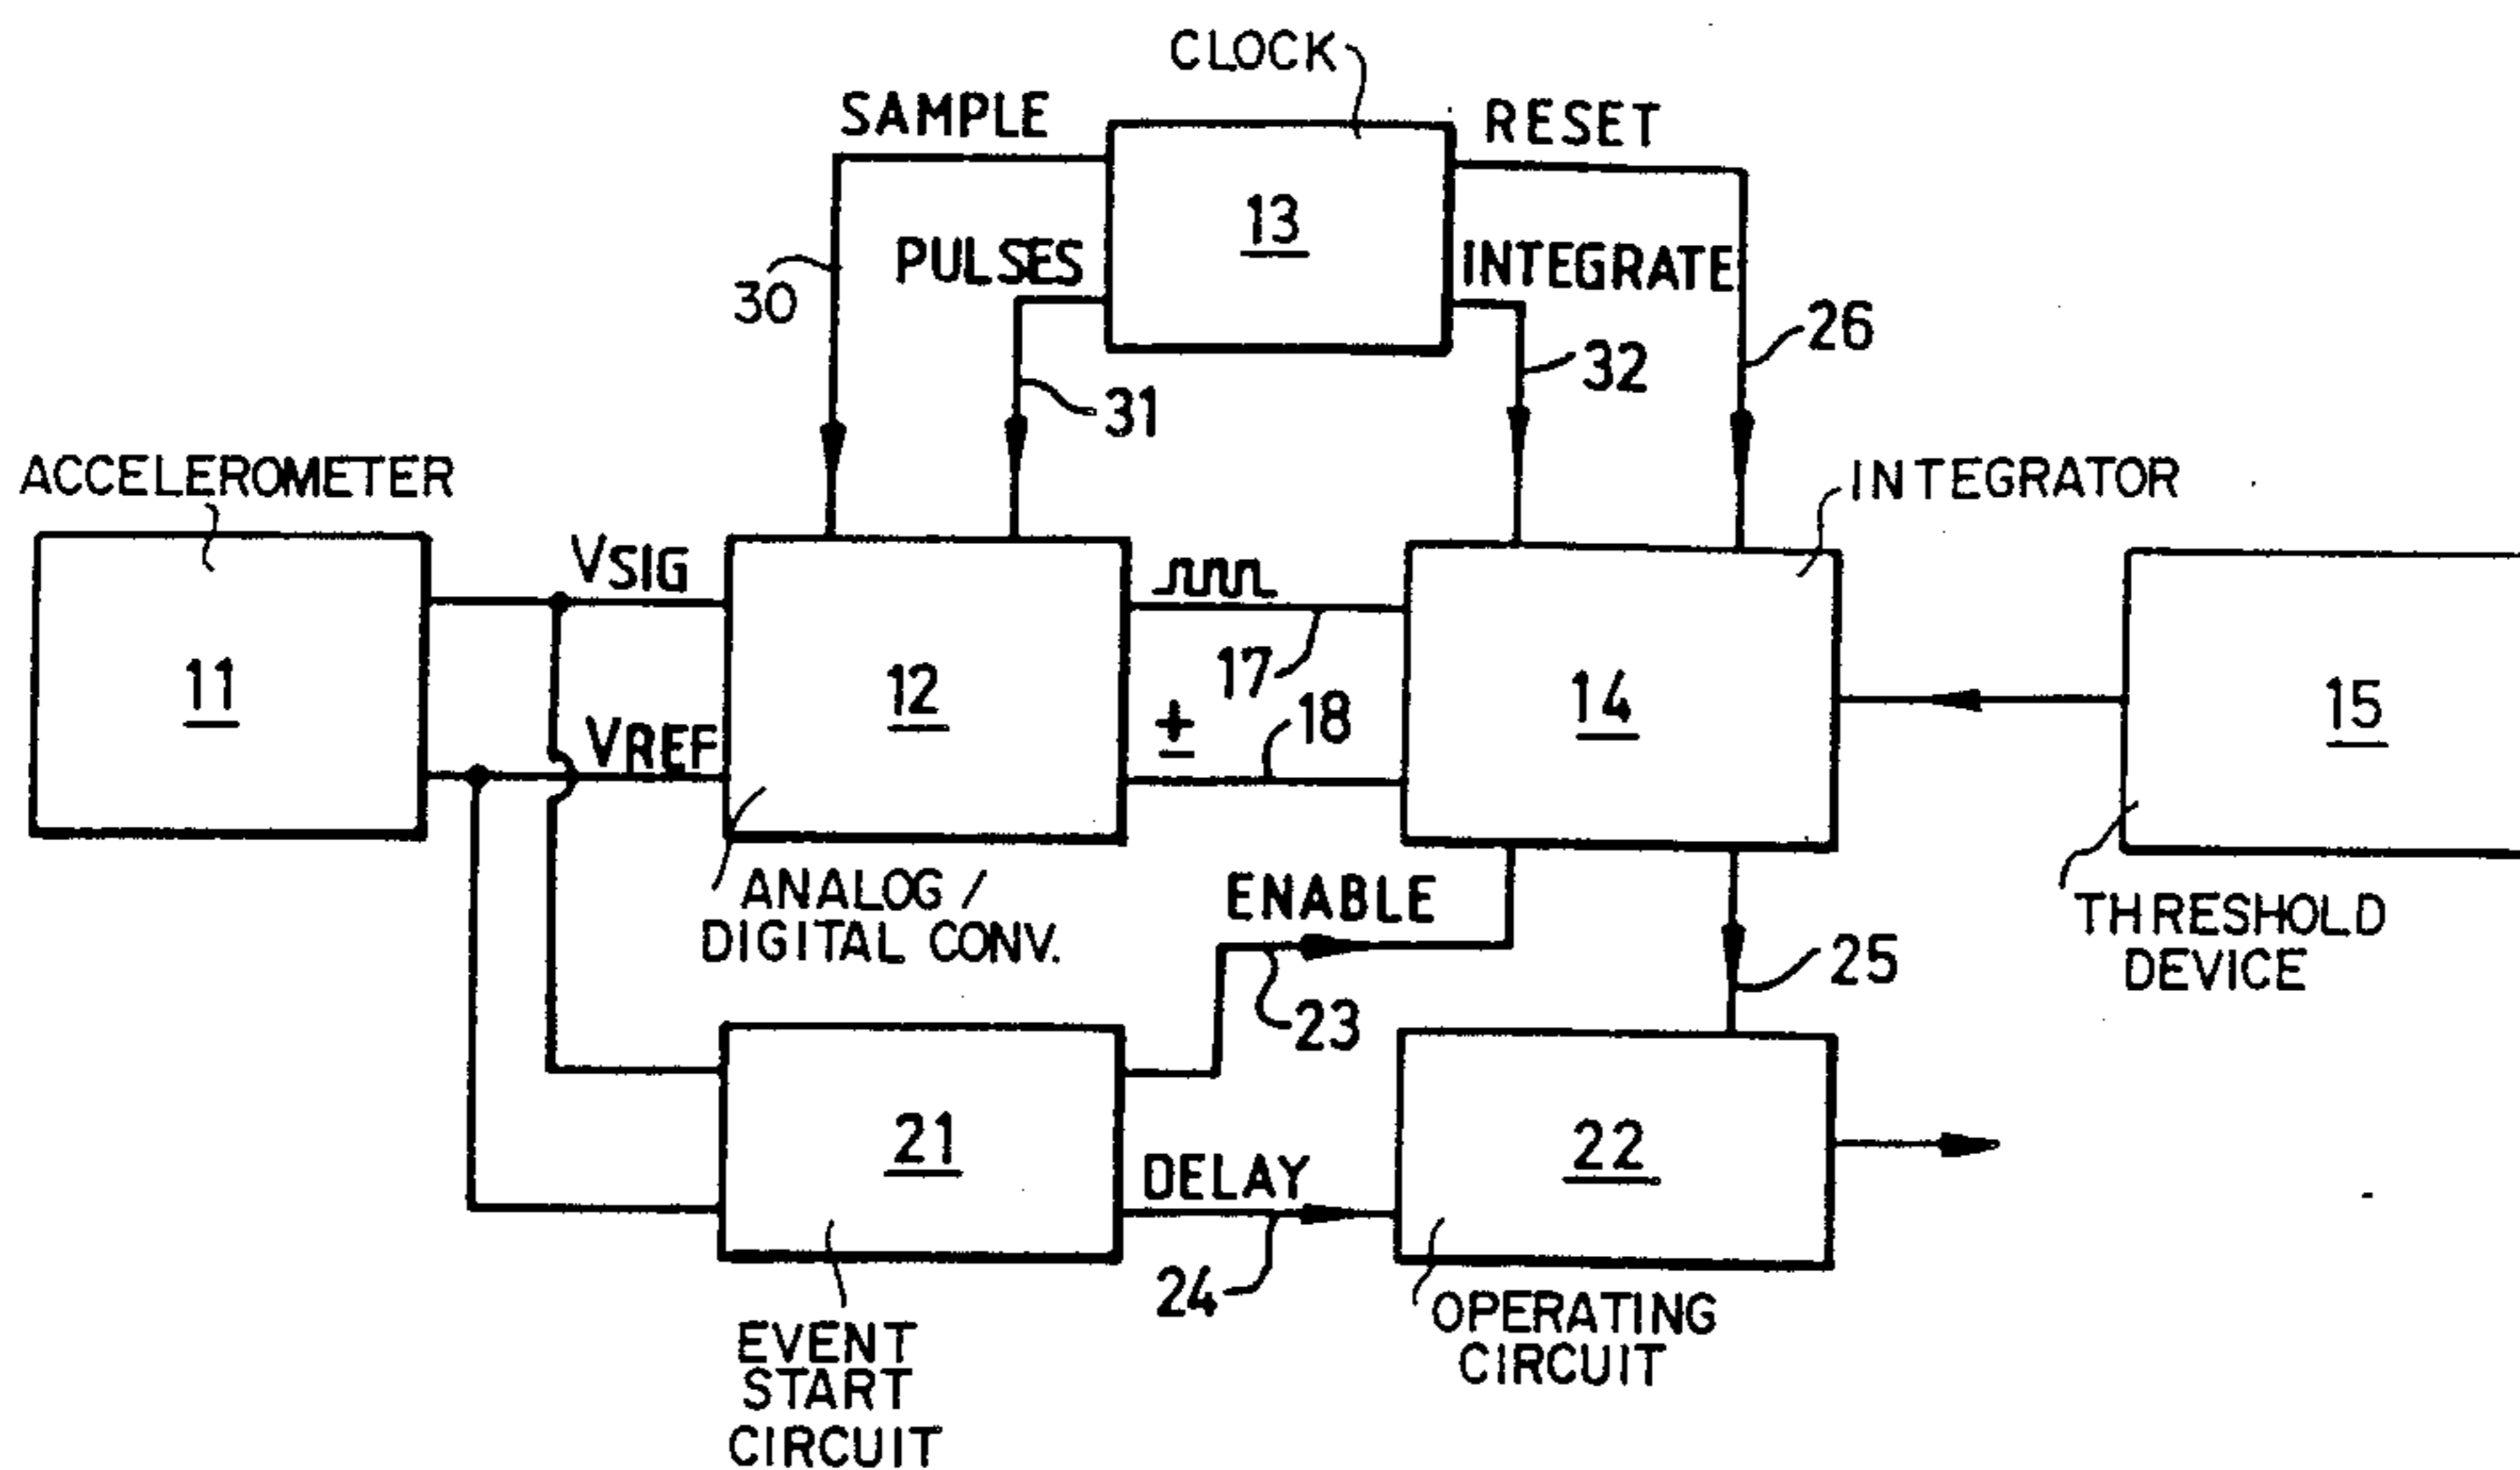 CLOCK
SAMPLE
RESET
13
PULSES
INTEGRATE
30
26
32
31
ACCELEROMETER
INTEGRATOR
VSIG
11
12
17
14
15
VREF
±
18
ANALOG /
DIGITAL CONV.
ENABLE
THRESHOLD
DEVICE
25
23
21
22
DELAY
24
OPERATING
CIRCUIT
EVENT
START
CIRCUIT